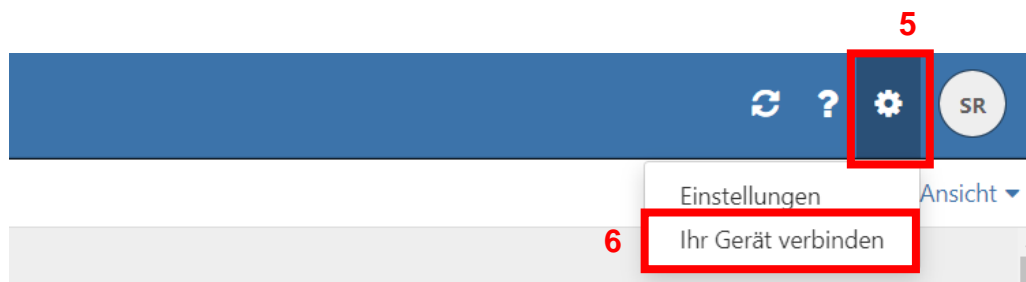 5
? SR
Einstellungen
Ansicht
6 Ihr Gerät verbinden